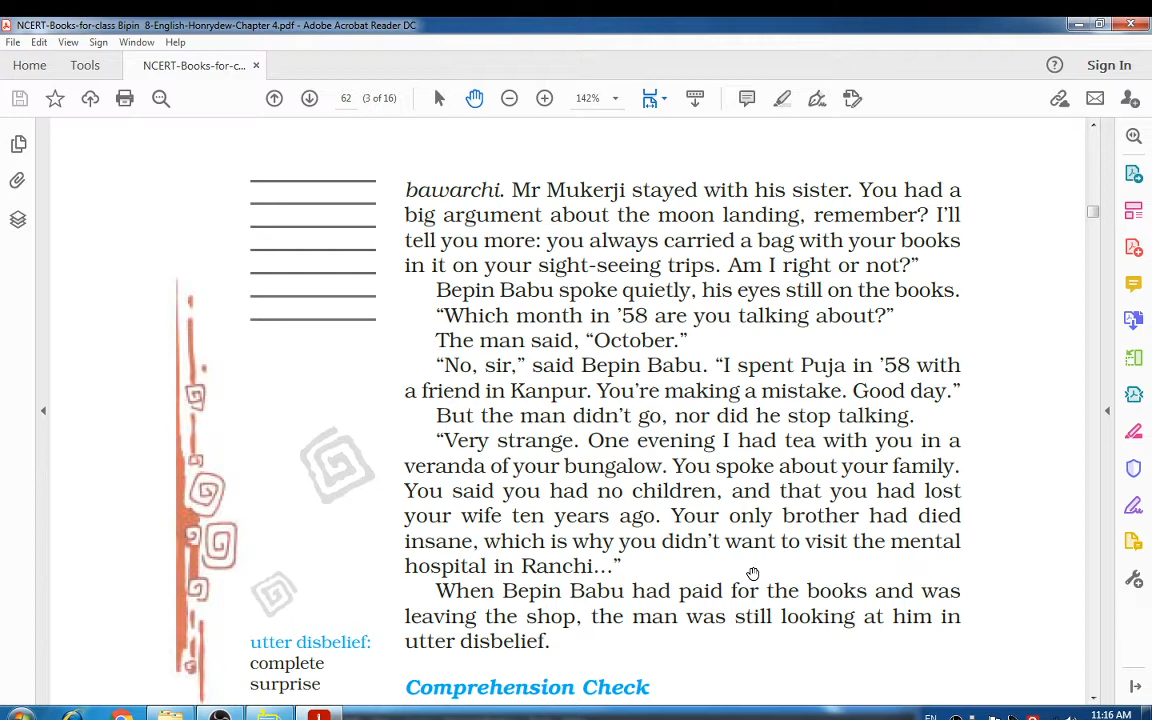 NCERT-Books-for-class Bipin  8-English-Honrydew-Chapter 4.pdf - Adobe Acrobat Reader DC
File Edit View Sign Window Help
Home Tools NCERT-Books-for-c... × Sign In
62 (3 of 16) 142%
bawarchi. Mr Mukerji stayed with his sister. You had a
big argument about the moon landing, remember? I’ll
tell you more: you always carried a bag with your books
in it on your sight-seeing trips. Am I right or not?”
Bepin Babu spoke quietly, his eyes still on the books.
“Which month in ’58 are you talking about?”
The man said, “October.”
“No, sir,” said Bepin Babu. “I spent Puja in ’58 with
a friend in Kanpur. You’re making a mistake. Good day.”
But the man didn’t go, nor did he stop talking.
“Very strange. One evening I had tea with you in a
veranda of your bungalow. You spoke about your family.
You said you had no children, and that you had lost
your wife ten years ago. Your only brother had died
insane, which is why you didn’t want to visit the mental
hospital in Ranchi...”
When Bepin Babu had paid for the books and was
leaving the shop, the man was still looking at him in
utter disbelief.
utter disbelief:
complete
surprise
Comprehension Check
EN 11:16 AM